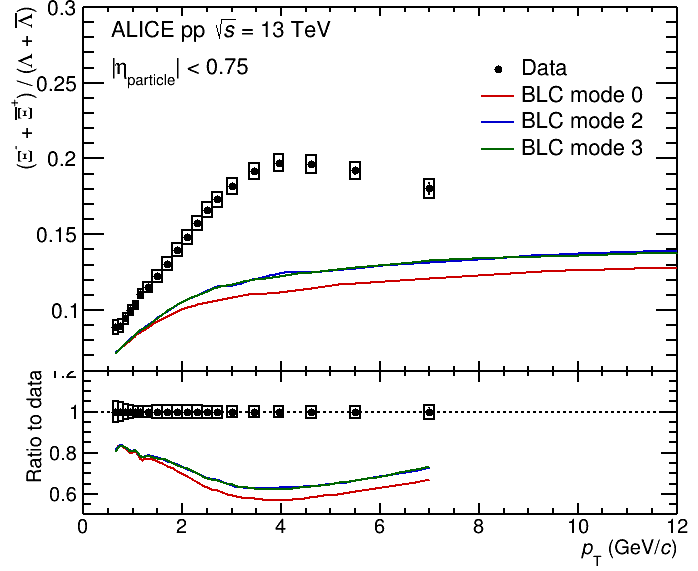 0.3
ALICE pp √s = 13 TeV
|η_particle| < 0.75
(Ξ⁻ + Ξ̅⁺) / (Λ + Λ̅)
0.25
0.2
0.15
0.1
Data
BLC mode 0
BLC mode 2
BLC mode 3
Ratio to data
1.2
1
0.8
0.6
0 2 4 6 8 10 12
p_T (GeV/c)